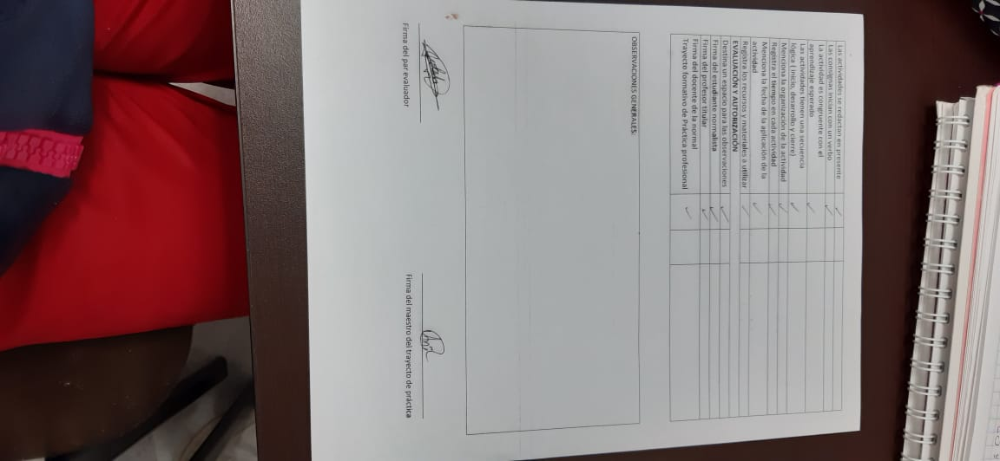 Las actividades se redactan en presente
Las consignas inician con un verbo
La actividad es congruente con el
aprendizaje esperado
Las actividades tienen una secuencia
lógica ( inicio, desarrollo y cierre)
Menciona la organización de la actividad
Registra el tiempo en cada actividad
Menciona la fecha de la aplicación de la
actividad
Registra los recursos y materiales a utilizar
EVALUACIÓN Y AUTORIZACIÓN
Destina un espacio para las observaciones
Firma del estudiante normalista
Firma del profesor titular
Firma del docente de la normal
Trayecto formativo de Práctica profesional
OBSERVACIONES GENERALES:
Firma del par evaluador
Firma del maestro del trayecto de práctica